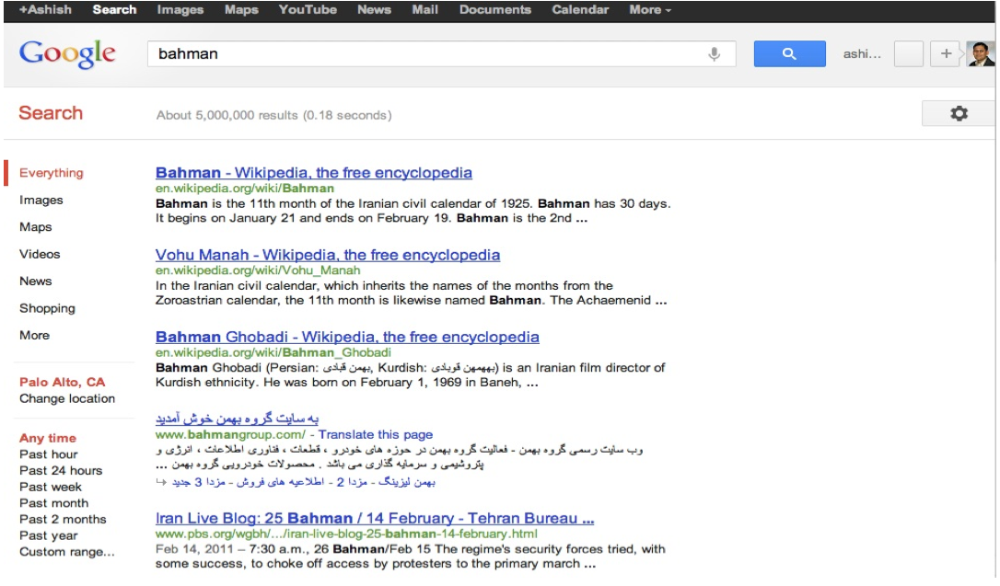 +Ashish Search Images Maps YouTube News Mail Documents Calendar More
Google bahman ashi... +
Search About 5,000,000 results (0.18 seconds)
Everything
Images
Maps
Videos
News
Shopping
More
Palo Alto, CA
Change location
Any time
Past hour
Past 24 hours
Past week
Past month
Past 2 months
Past year
Custom range...
Bahman - Wikipedia, the free encyclopedia
en.wikipedia.org/wiki/Bahman
Bahman is the 11th month of the Iranian civil calendar of 1925. Bahman has 30 days.
It begins on January 21 and ends on February 19. Bahman is the 2nd ...
Vohu Manah - Wikipedia, the free encyclopedia
en.wikipedia.org/wiki/Vohu_Manah
In the Iranian civil calendar, which inherits the names of the months from the
Zoroastrian calendar, the 11th month is likewise named Bahman. The Achaemenid ...
Bahman Ghobadi - Wikipedia, the free encyclopedia
en.wikipedia.org/wiki/Bahman_Ghobadi
Bahman Ghobadi (Persian: بهمن قبادی, Kurdish: بههمهن قوبادی) is an Iranian film director of
Kurdish ethnicity. He was born on February 1, 1969 in Baneh, ...
به سایت گروه بهمن خوش آمدید
www.bahmangroup.com/ - Translate this page
وب سایت رسمی گروه بهمن - فعالیت گروه بهمن در حوزه های خودرو ، قطعات ، فناوری اطلاعات ، انرژی و
پتروشیمی و سرمایه گذاری می باشد . محصولات خودرویی گروه بهمن ...
بهمن لیزینگ - مزدا 2 - اطلاعیه های فروش - مزدا 3 جدید
Iran Live Blog: 25 Bahman / 14 February - Tehran Bureau ...
www.pbs.org/wgbh/.../iran-live-blog-25-bahman-14-february.html
Feb 14, 2011 – 7:30 a.m., 26 Bahman/Feb 15 The regime's security forces tried, with
some success, to choke off access by protesters to the primary march ...